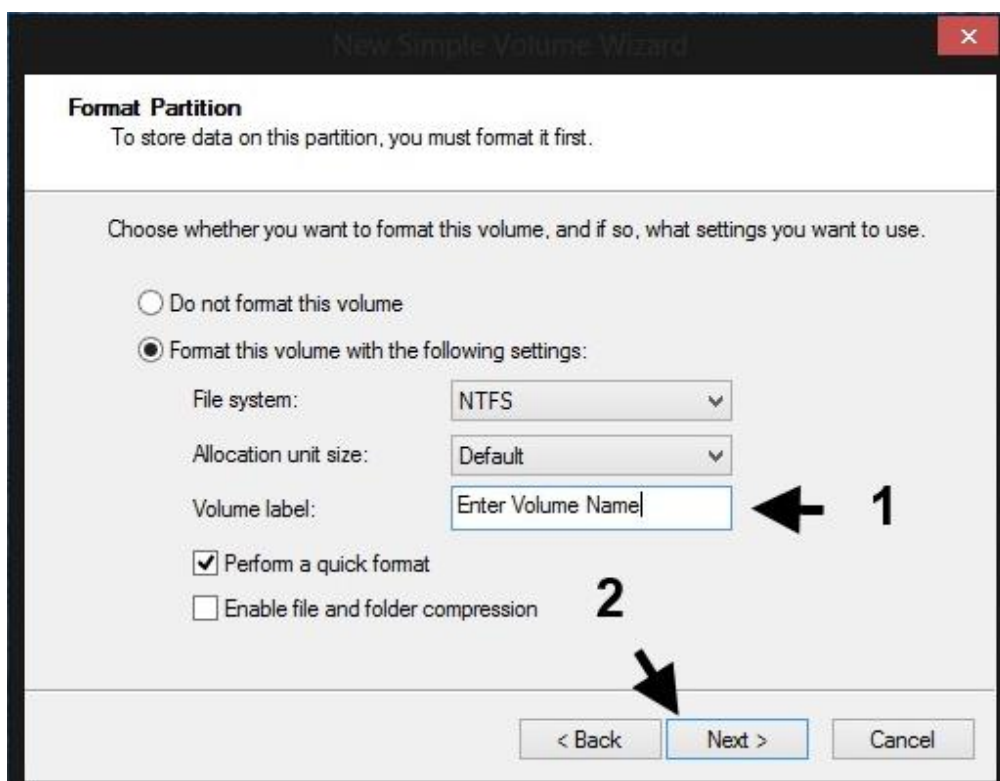 New Simple Volume Wizard
Format Partition
To store data on this partition, you must format it first.
Choose whether you want to format this volume, and if so, what settings you want to use.
Do not format this volume
Format this volume with the following settings:
File system: NTFS
Allocation unit size: Default
Volume label: Enter Volume Name 1
Perform a quick format
Enable file and folder compression 2
< Back Next > Cancel